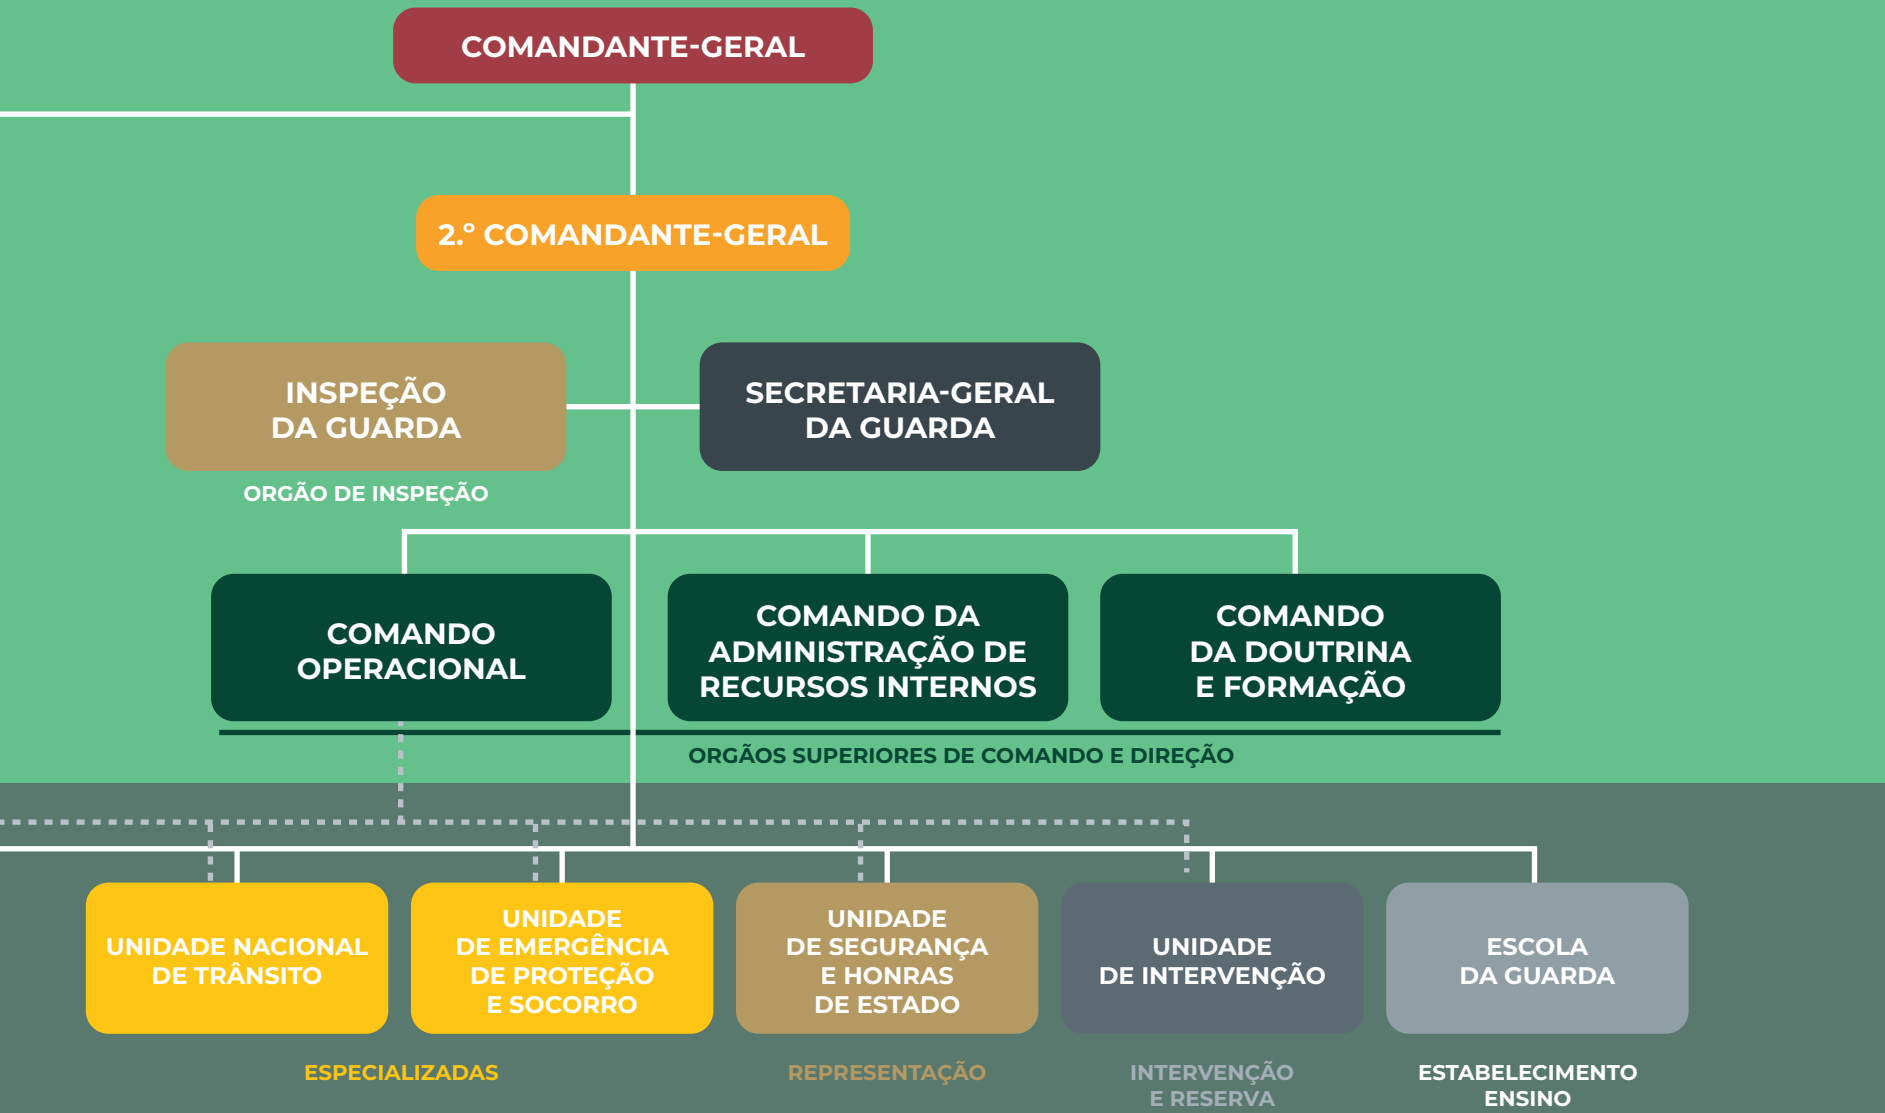 COMANDANTE-GERAL
2.º COMANDANTE-GERAL
INSPEÇÃO
DA GUARDA
ORGÃO DE INSPEÇÃO
SECRETARIA-GERAL
DA GUARDA
COMANDO
OPERACIONAL
COMANDO DA
ADMINISTRAÇÃO DE
RECURSOS INTERNOS
COMANDO
DA DOUTRINA
E FORMAÇÃO
ORGÃOS SUPERIORES DE COMANDO E DIREÇÃO
UNIDADE NACIONAL
DE TRÂNSITO
UNIDADE
DE EMERGÊNCIA
DE PROTEÇÃO
E SOCORRO
UNIDADE
DE SEGURANÇA
E HONRAS
DE ESTADO
UNIDADE
DE INTERVENÇÃO
ESCOLA
DA GUARDA
ESPECIALIZADAS
REPRESENTAÇÃO
INTERVENÇÃO
E RESERVA
ESTABELECIMENTO
ENSINO